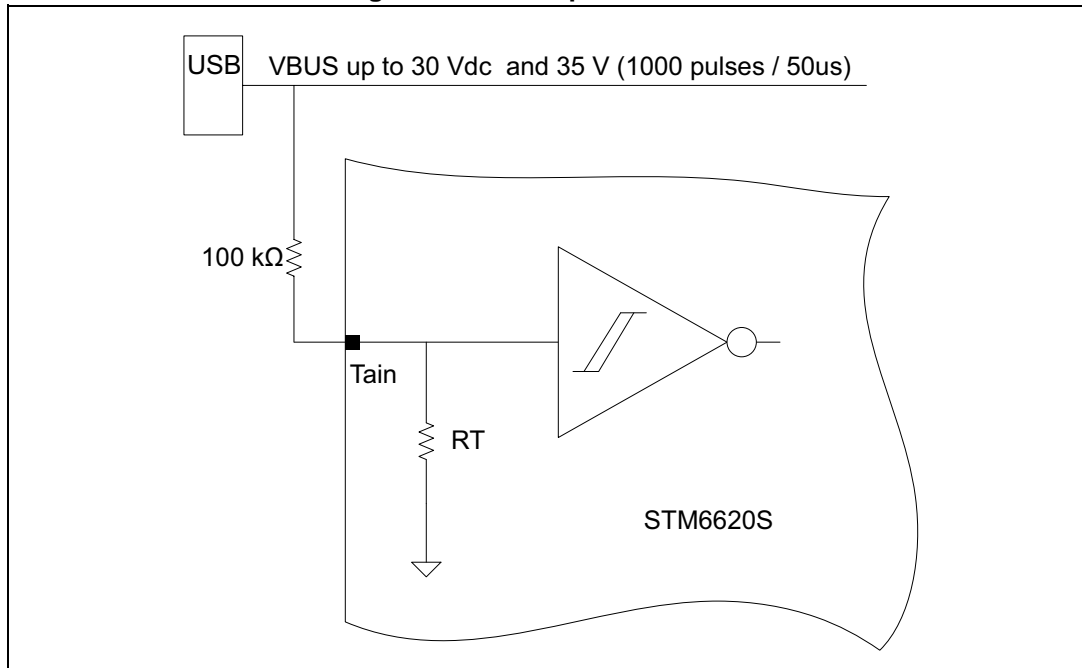 USB
VBUS up to 30 Vdc and 35 V (1000 pulses / 50us)
100 kΩ
Tain
RT
STM6620S